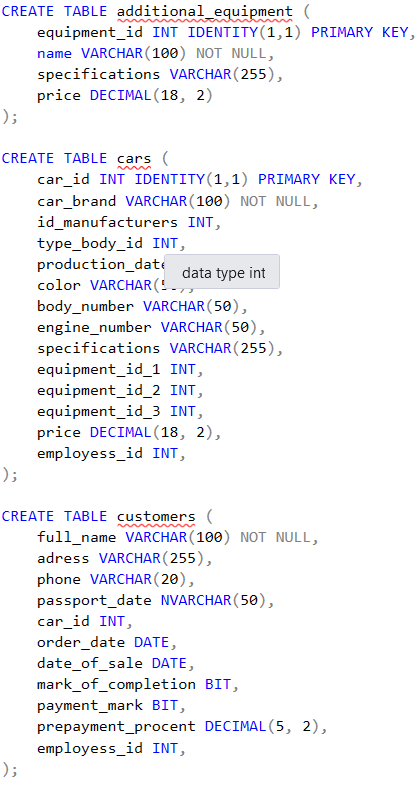 CREATE TABLE additional_equipment (
    equipment_id INT IDENTITY(1,1) PRIMARY KEY,
    name VARCHAR(100) NOT NULL,
    specifications VARCHAR(255),
    price DECIMAL(18, 2)
);

CREATE TABLE cars (
    car_id INT IDENTITY(1,1) PRIMARY KEY,
    car_brand VARCHAR(100) NOT NULL,
    id_manufacturers INT,
    type_body_id INT,
    production_date
data type int
    color VARCHAR(50),
    body_number VARCHAR(50),
    engine_number VARCHAR(50),
    specifications VARCHAR(255),
    equipment_id_1 INT,
    equipment_id_2 INT,
    equipment_id_3 INT,
    price DECIMAL(18, 2),
    employess_id INT,
);

CREATE TABLE customers (
    full_name VARCHAR(100) NOT NULL,
    adress VARCHAR(255),
    phone VARCHAR(20),
    passport_date NVARCHAR(50),
    car_id INT,
    order_date DATE,
    date_of_sale DATE,
    mark_of_completion BIT,
    payment_mark BIT,
    prepayment_procent DECIMAL(5, 2),
    employess_id INT,
);